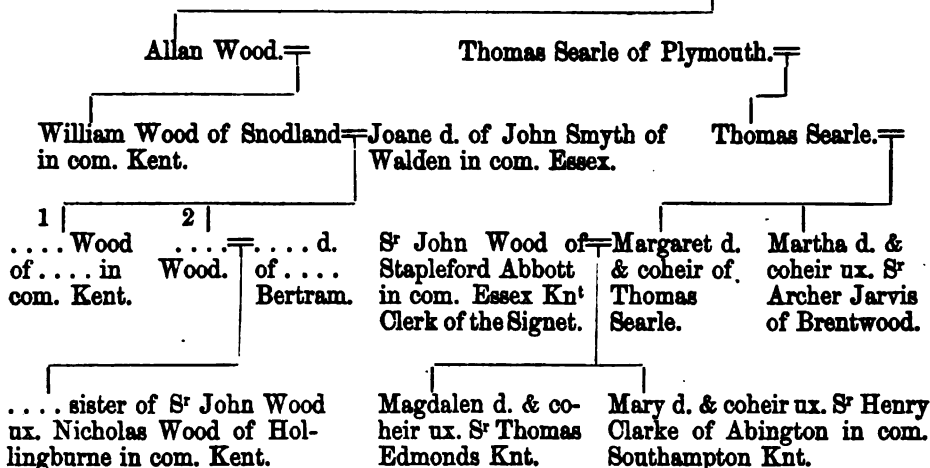 Allan Wood.
Thomas Searle of Plymouth.
William Wood of Snodland
in com. Kent.
Joane d. of John Smyth of
Walden in com. Essex.
Thomas Searle.
1
. . . . Wood
of . . . . in
com. Kent.
2
. . . .
Wood.
. . . . d.
of . . . .
Bertram.
Sʳ John Wood of
Stapleford Abbott
in com. Essex Knᵗ
Clerk of the Signet.
Margaret d.
& coheir of
Thomas
Searle.
Martha d. &
coheir ux. Sʳ
Archer Jarvis
of Brentwood.
. . . . sister of Sʳ John Wood
ux. Nicholas Wood of Hol-
lingburne in com. Kent.
Magdalen d. & co-
heir ux. Sʳ Thomas
Edmonds Knt.
Mary d. & coheir ux. Sʳ Henry
Clarke of Abington in com.
Southampton Knt.